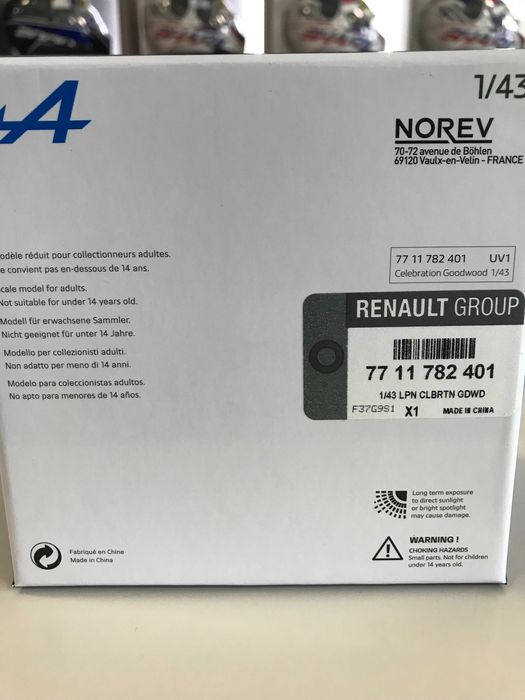 A
1/43
NOREV
70-72 avenue de Böhlen
69120 Vaulx-en-Velin - FRANCE
odèle réduit pour collectionneurs adultes.
e convient pas en-dessous de 14 ans.
cale model for adults.
Not suitable for under 14 years old.
Modell für erwachsene Sammler.
Nicht geeignet für unter 14 Jahre.
Modello per collezionisti adulti.
Non adatto per meno di 14 anni.
Modelo para coleccionistas adultos.
No apto para menores de 14 años.
77 11 782 401 UV1
Celebration Goodwood 1/43
RENAULT GROUP
77 11 782 401
1/43 LPN CLBRTN GDWD
F37G9S1 X1 MADE IN CHINA
Long term exposure
to direct sunlight
or bright spotlight
may cause damage.
WARNING !
CHOKING HAZARDS
Small parts. Not for children
under 14 years old.
Fabriqué en Chine
Made in China